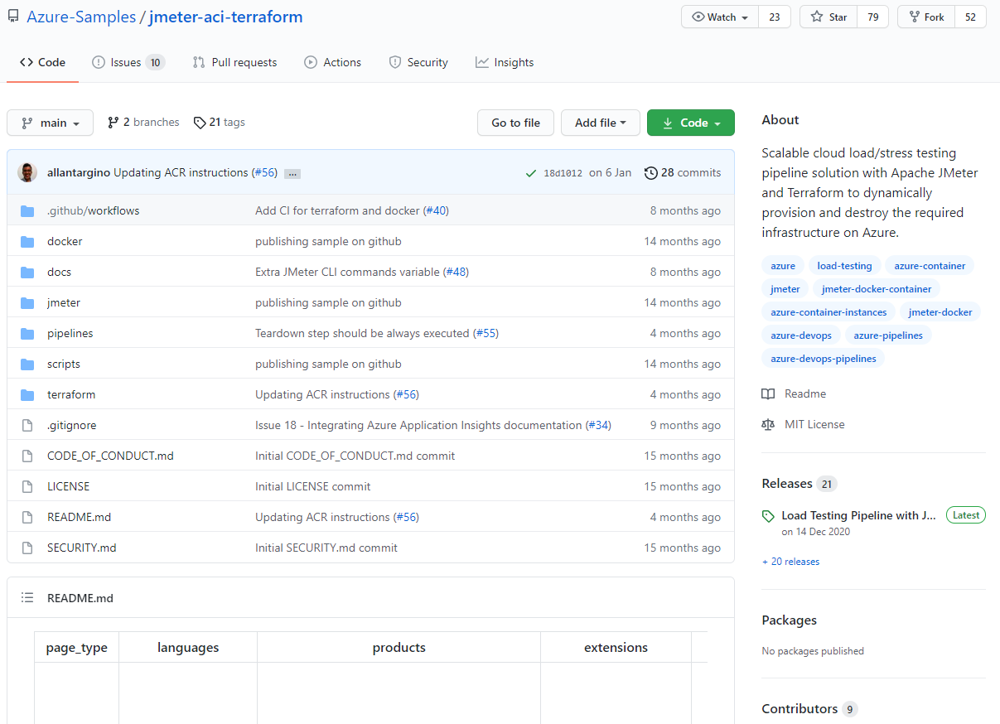 Azure-Samples / jmeter-aci-terraform
Watch 23
Star 79
Fork 52
Code
Issues 10
Pull requests
Actions
Security
Insights
main
2 branches
21 tags
Go to file
Add file
Code
allantargino Updating ACR instructions (#56) ...
18d1012 on 6 Jan
28 commits
.github/workflows Add CI for terraform and docker (#40) 8 months ago
docker publishing sample on github 14 months ago
docs Extra JMeter CLI commands variable (#48) 8 months ago
jmeter publishing sample on github 14 months ago
pipelines Teardown step should be always executed (#55) 4 months ago
scripts publishing sample on github 14 months ago
terraform Updating ACR instructions (#56) 4 months ago
.gitignore Issue 18 - Integrating Azure Application Insights documentation (#34) 9 months ago
CODE_OF_CONDUCT.md Initial CODE_OF_CONDUCT.md commit 15 months ago
LICENSE Initial LICENSE commit 15 months ago
README.md Updating ACR instructions (#56) 4 months ago
SECURITY.md Initial SECURITY.md commit 15 months ago
README.md
page_type languages products extensions
About
Scalable cloud load/stress testing
pipeline solution with Apache JMeter
and Terraform to dynamically
provision and destroy the required
infrastructure on Azure.
azure load-testing azure-container
jmeter jmeter-docker-container
azure-container-instances jmeter-docker
azure-devops azure-pipelines
azure-devops-pipelines
Readme
MIT License
Releases 21
Load Testing Pipeline with J... Latest
on 14 Dec 2020
+ 20 releases
Packages
No packages published
Contributors 9